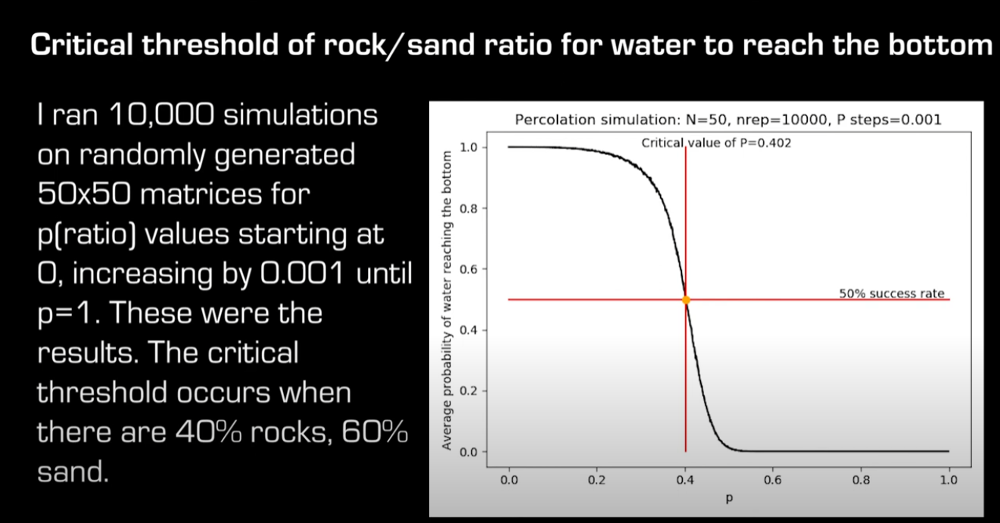 Critical threshold of rock/sand ratio for water to reach the bottom
I ran 10,000 simulations
on randomly generated
50x50 matrices for
p(ratio) values starting at
0, increasing by 0.001 until
p=1. These were the
results. The critical
threshold occurs when
there are 40% rocks, 60%
sand.
Percolation simulation: N=50, nrep=10000, P steps=0.001
Critical value of P=0.402
50% success rate
Average probability of water reaching the bottom
1.0
0.8
0.6
0.4
0.2
0.0
0.0 0.2 0.4 0.6 0.8 1.0
p